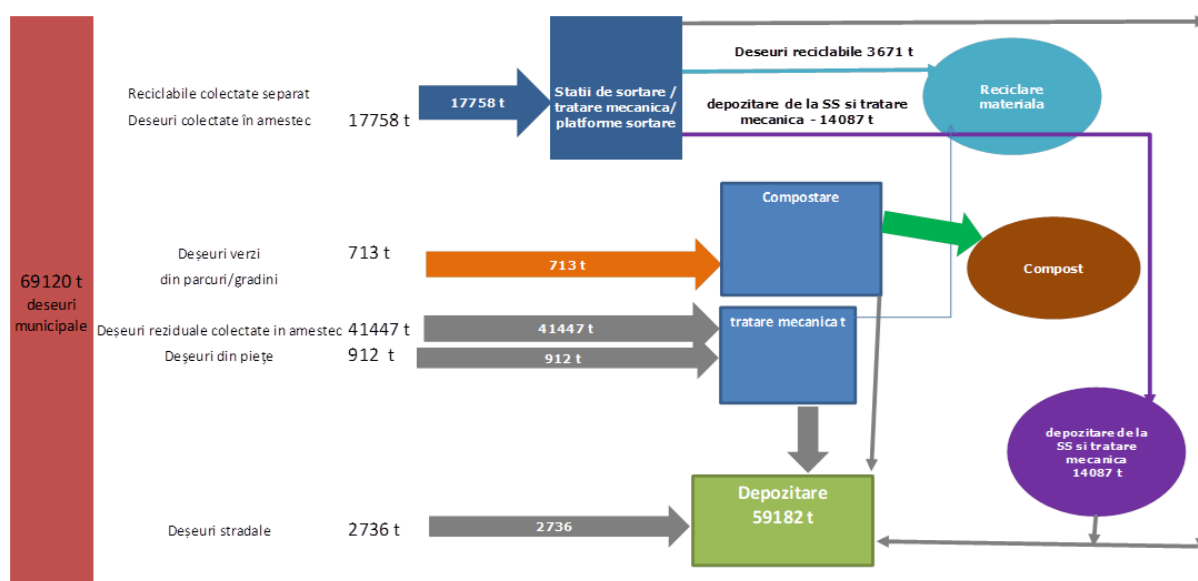 69120 t
deseuri
municipale
Reciclabile colectate separat
Deseuri colectate în amestec
17758 t
17758 t
Statii de sortare /
tratare mecanica/
platforme sortare
Deseuri reciclabile 3671 t
depozitare de la SS si tratare
mecanica - 14087 t
Reciclare
materiala
Deșeuri verzi
din parcuri/gradini
713 t
713 t
Compostare
Compost
Deșeuri reziduale colectate in amestec
41447 t
41447 t
Deșeuri din piețe
912 t
912 t
tratare mecanica t
depozitare de la
SS si tratare
mecanica
14087 t
Deșeuri stradale
2736 t
2736
Depozitare
59182 t